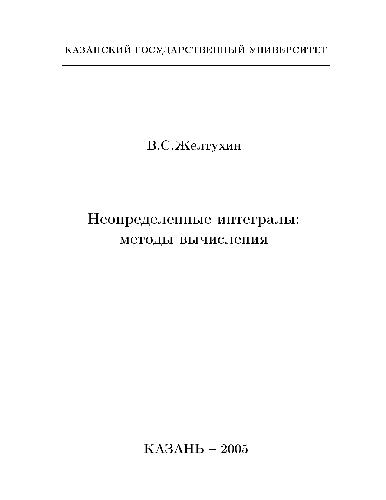 КАЗАНСКИЙ ГОСУДАРСТВЕННЫЙ УНИВЕРСИТЕТ
В.С.Желтухин
Неопределенные интегралы:
методы вычисления
КАЗАНЬ – 2005